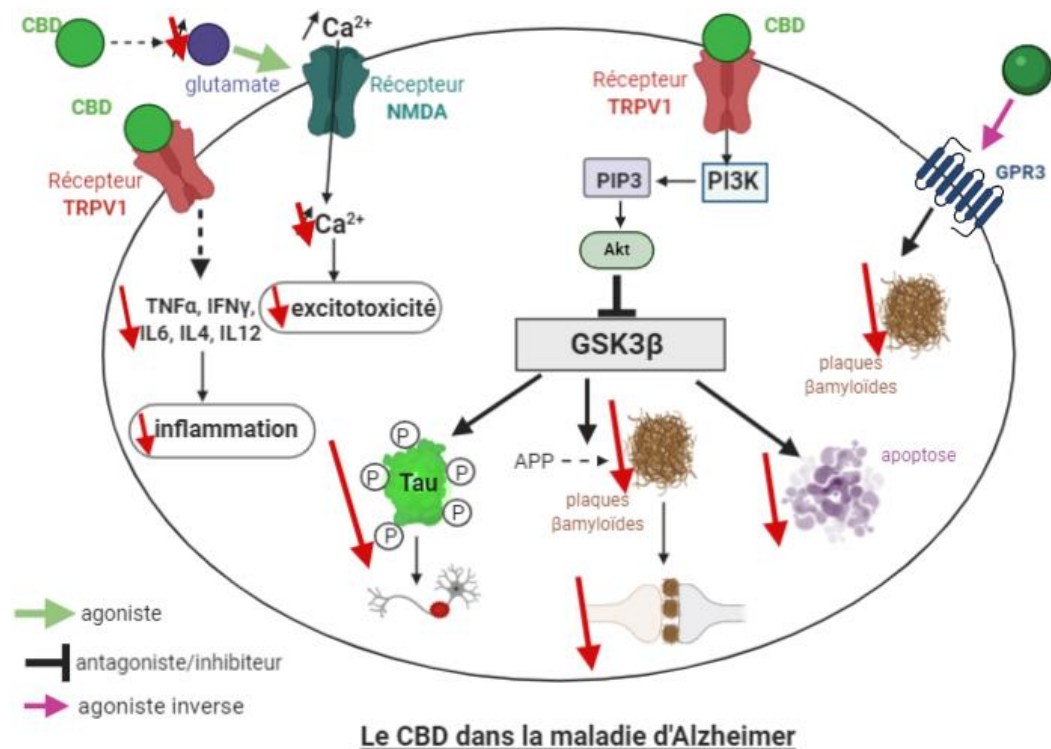 CBD
glutamate
Ca²⁺
Récepteur
NMDA
CBD
Récepteur
TRPV1
TNFα, IFNγ,
IL6, IL4, IL12
inflammation
Ca²⁺
excitotoxicité
CBD
Récepteur
TRPV1
PI3K
PIP3
Akt
GSK3β
P
P
P
P
P
P
Tau
APP
plaques
βamyloïdes
apoptose
GPR3
plaques
βamyloïdes
agoniste
antagoniste/inhibiteur
agoniste inverse
Le CBD dans la maladie d'Alzheimer